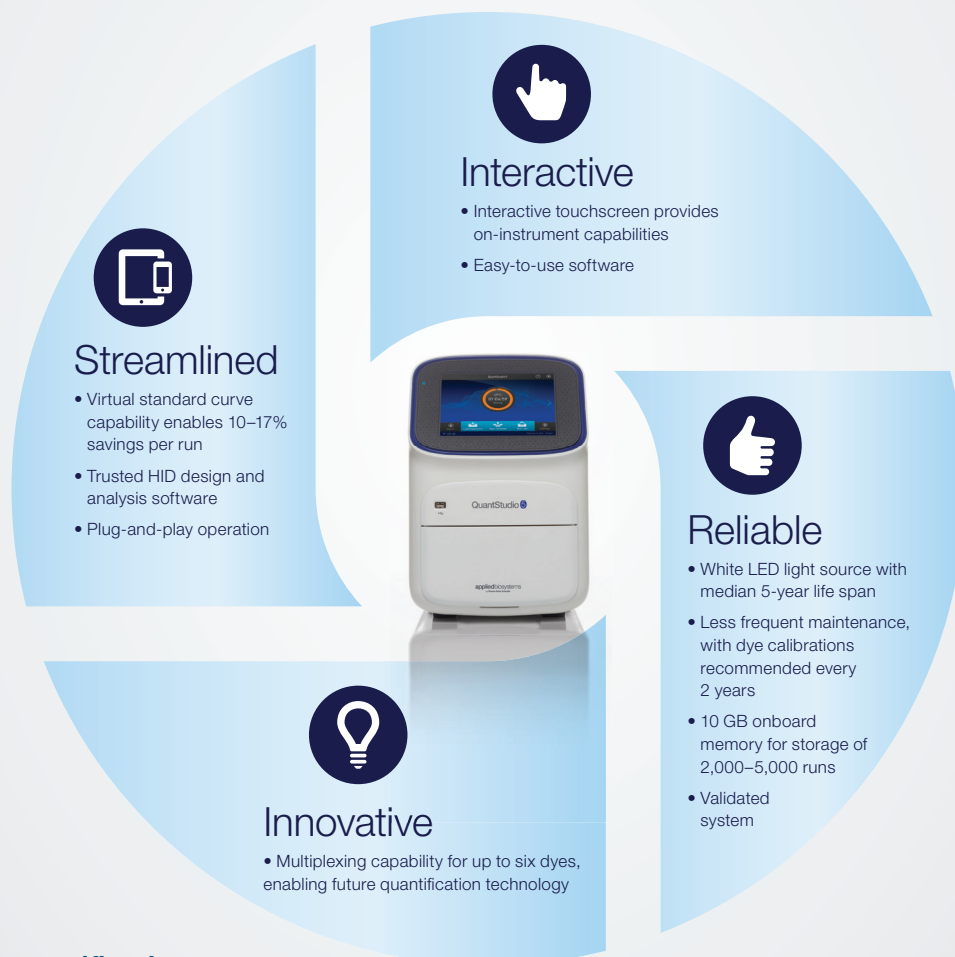 Interactive
• Interactive touchscreen provides
on-instrument capabilities
• Easy-to-use software
Streamlined
• Virtual standard curve
capability enables 10–17%
savings per run
• Trusted HID design and
analysis software
• Plug-and-play operation
QuantStudio 5
appliedbiosystems
Reliable
• White LED light source with
median 5-year life span
• Less frequent maintenance,
with dye calibrations
recommended every
2 years
• 10 GB onboard
memory for storage of
2,000–5,000 runs
• Validated
system
Innovative
• Multiplexing capability for up to six dyes,
enabling future quantification technology